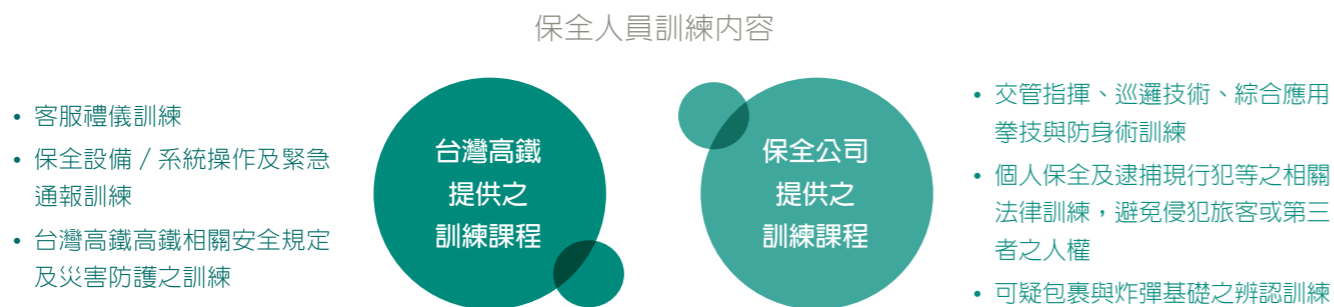 保全人員訓練內容
• 客服禮儀訓練
• 保全設備 / 系統操作及緊急
通報訓練
• 台灣高鐵高鐵相關安全規定
及災害防護之訓練
台灣高鐵
提供之
訓練課程
保全公司
提供之
訓練課程
• 交管指揮、巡邏技術、綜合應用
拳技與防身術訓練
• 個人保全及逮捕現行犯等之相關
法律訓練，避免侵犯旅客或第三
者之人權
• 可疑包裹與炸彈基礎之辨認訓練